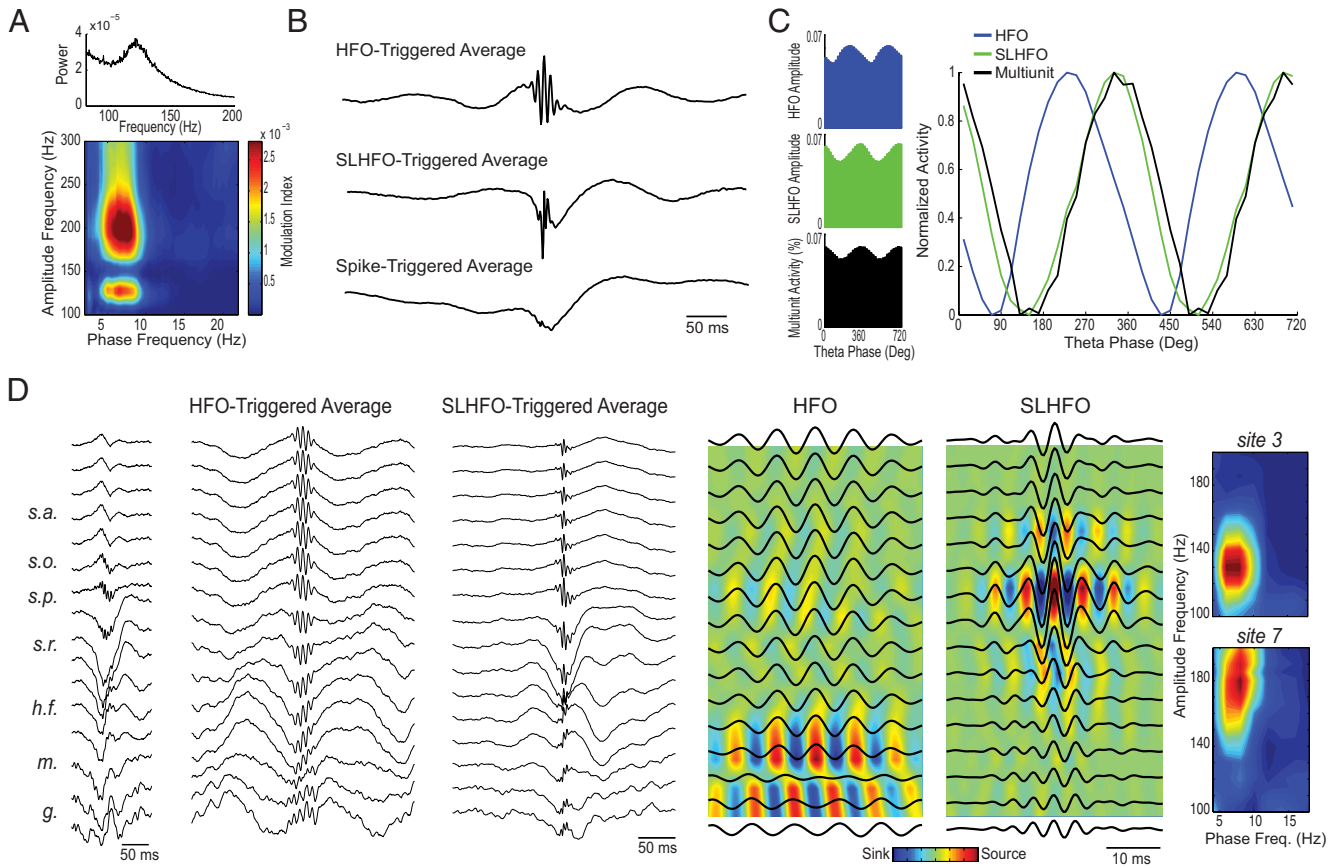 A
×10⁻⁵
4
2
0
Power
100
150
200
Frequency (Hz)
300
250
200
150
100
Amplitude Frequency (Hz)
5
10
20
Phase Frequency (Hz)
× 10⁻³
2.5
2
1.5
1
0.5
Modulation Index
B
HFO-Triggered Average
SLHFO-Triggered Average
Spike-Triggered Average
50 ms
C
0.07
0
HFO Amplitude
0.07
0
SLHFO Amplitude
0.07
0
Multiunit Activity (%)
0 360 720
Theta Phase (Deg)
HFO
SLHFO
Multiunit
1
0.8
0.6
0.4
0.2
0
Normalized Activity
0 90 180 270 360 450 540 630 720
Theta Phase (Deg)
D
HFO-Triggered Average
SLHFO-Triggered Average
HFO
SLHFO
s.a.
s.o.
s.p.
s.r.
h.f.
m.
g.
50 ms
50 ms
Sink
Source
10 ms
site 3
180
140
100
site 7
180
140
100
Amplitude Frequency (Hz)
5 10 15
Phase Freq. (Hz)